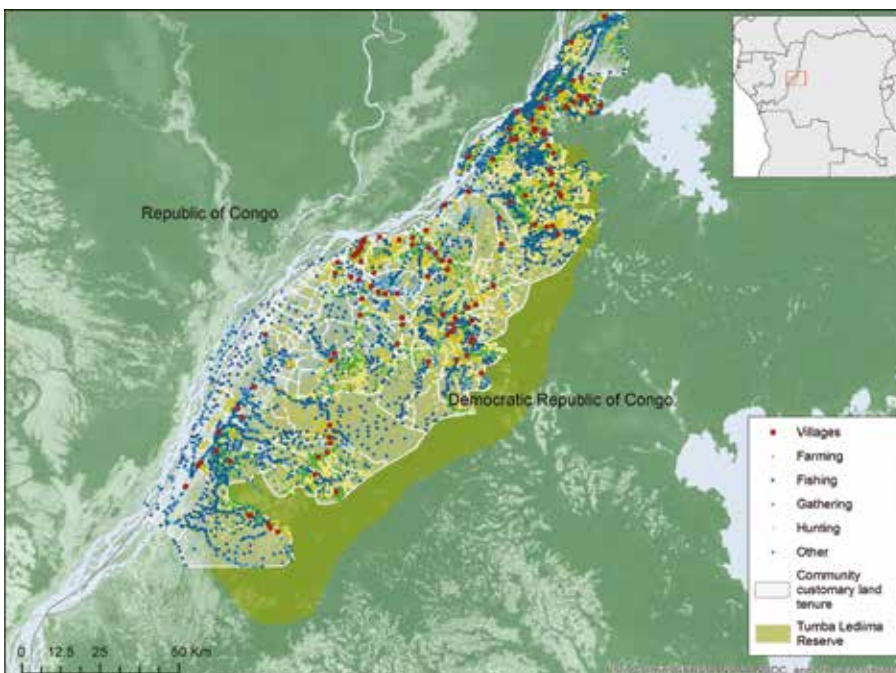 Republic of Congo
Democratic Republic of Congo
Villages
Farming
Fishing
Gathering
Hunting
Other
Community
customary land
tenure
Tumba Lediima
Reserve
0 12.5 25 50 Km